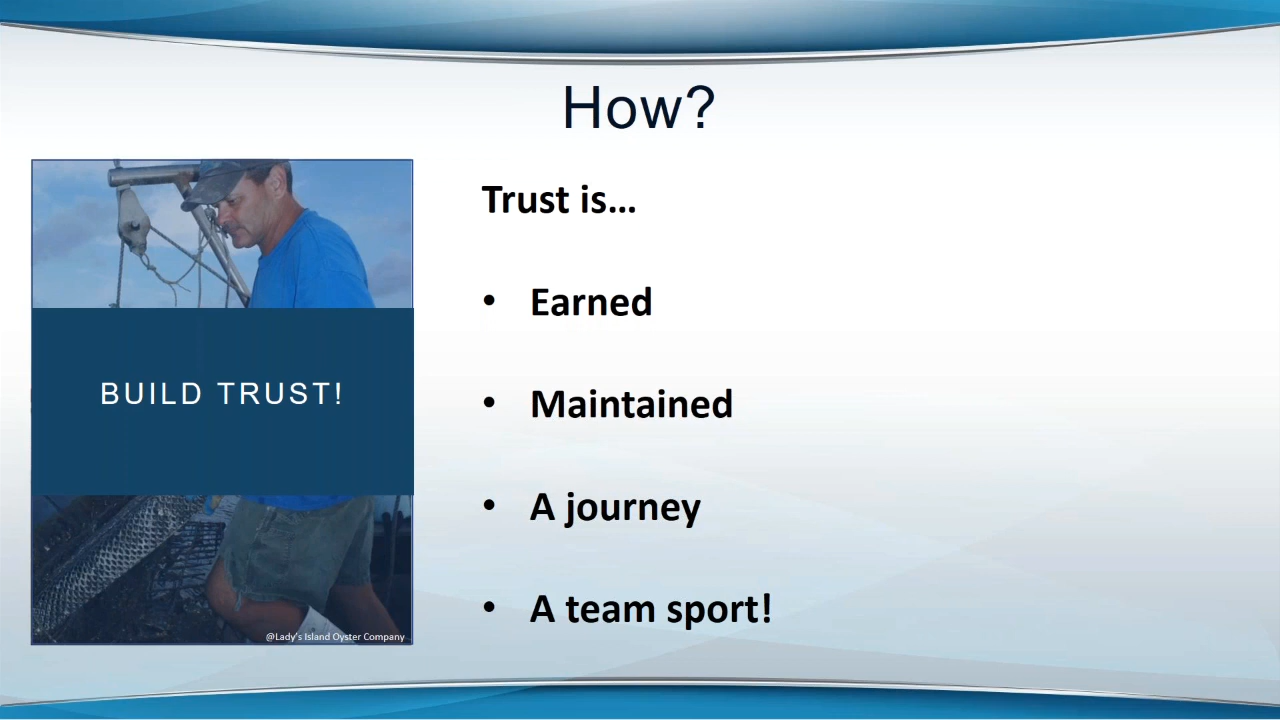 How?
BUILD TRUST!
@Lady's Island Oyster Company
Trust is...
• Earned
• Maintained
• A journey
• A team sport!